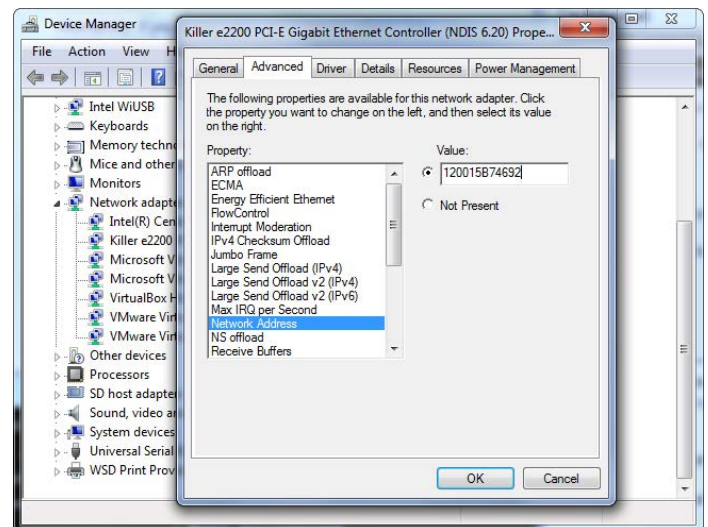 Device Manager
File Action View H
Intel WiUSB
Keyboards
Memory techno
Mice and other
Monitors
Network adapte
Intel(R) Cen
Killer e2200
Microsoft V
Microsoft V
VirtualBox H
VMware Virt
VMware Virt
Other devices
Processors
SD host adapte
Sound, video an
System devices
Universal Serial
WSD Print Prov
Killer e2200 PCI-E Gigabit Ethernet Controller (NDIS 6.20) Prope...
General Advanced Driver Details Resources Power Management
The following properties are available for this network adapter. Click
the property you want to change on the left, and then select its value
on the right.
Property:
ARP offload
ECMA
Energy Efficient Ethernet
FlowControl
Interrupt Moderation
IPv4 Checksum Offload
Jumbo Frame
Large Send Offload (IPv4)
Large Send Offload v2 (IPv4)
Large Send Offload v2 (IPv6)
Max IRQ per Second
Network Address
NS offload
Receive Buffers
Value:
120015B74692
Not Present
OK Cancel